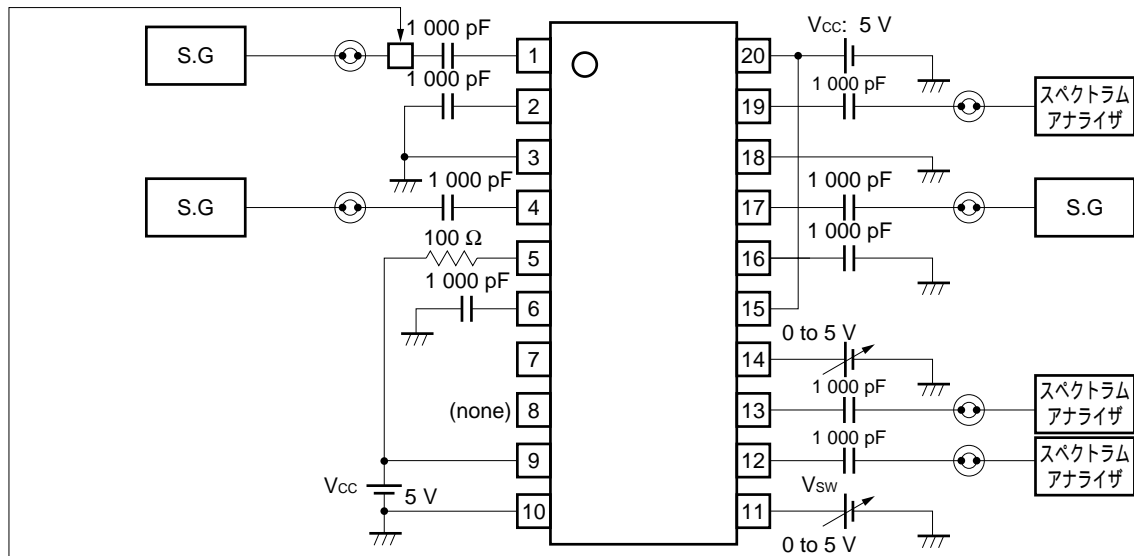 1 000 pF
S.G
1
1 000 pF
2
3
1 000 pF
S.G
4
100 Ω
5
1 000 pF
6
7
(none)
8
9
VCC
5 V
10
VCC: 5 V
20
1 000 pF
19
スペクトラム
アナライザ
18
1 000 pF
17
S.G
1 000 pF
16
15
0 to 5 V
14
1 000 pF
13
スペクトラム
アナライザ
1 000 pF
12
スペクトラム
アナライザ
VSW
11
0 to 5 V